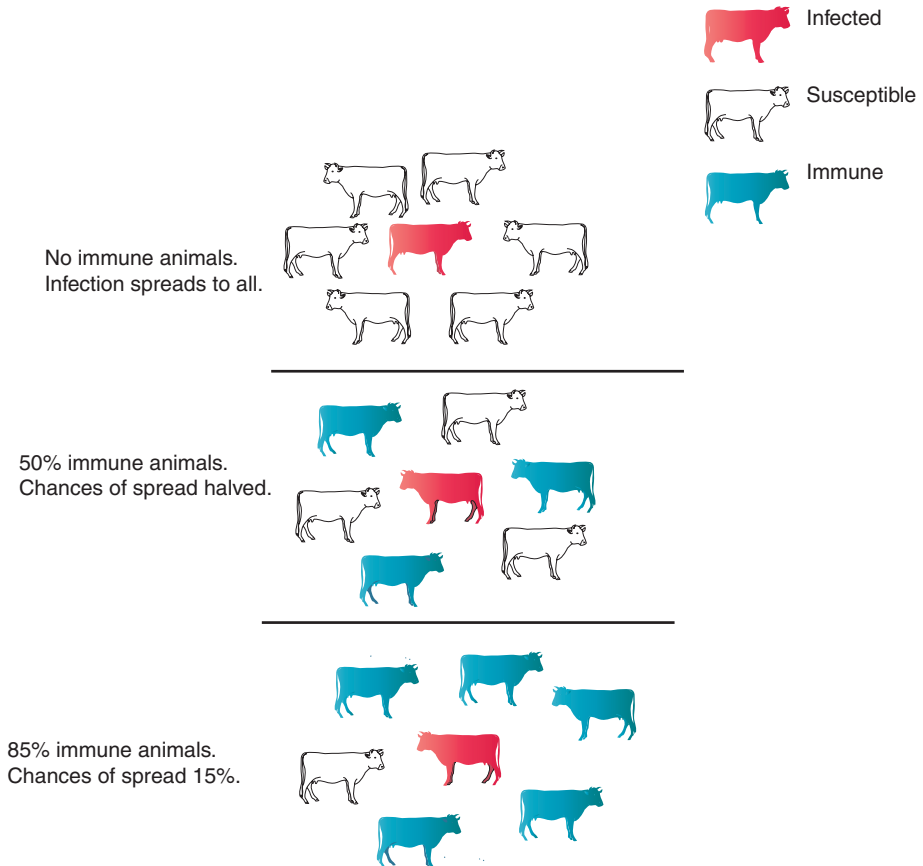 Infected
Susceptible
Immune
No immune animals.
Infection spreads to all.
50% immune animals.
Chances of spread halved.
85% immune animals.
Chances of spread 15%.